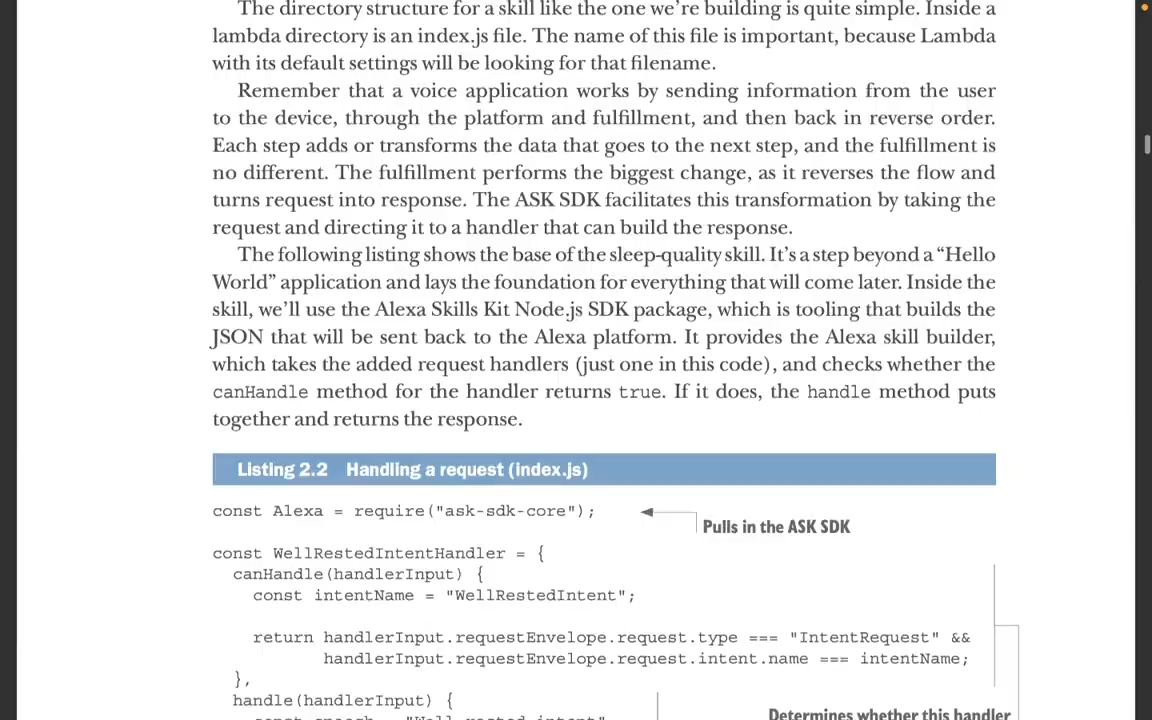 The directory structure for a skill like the one we're building is quite simple. Inside a
lambda directory is an index.js file. The name of this file is important, because Lambda
with its default settings will be looking for that filename.
Remember that a voice application works by sending information from the user
to the device, through the platform and fulfillment, and then back in reverse order.
Each step adds or transforms the data that goes to the next step, and the fulfillment is
no different. The fulfillment performs the biggest change, as it reverses the flow and
turns request into response. The ASK SDK facilitates this transformation by taking the
request and directing it to a handler that can build the response.
The following listing shows the base of the sleep-quality skill. It's a step beyond a “Hello
World” application and lays the foundation for everything that will come later. Inside the
skill, we'll use the Alexa Skills Kit Node.js SDK package, which is tooling that builds the
JSON that will be sent back to the Alexa platform. It provides the Alexa skill builder,
which takes the added request handlers (just one in this code), and checks whether the
canHandle method for the handler returns true. If it does, the handle method puts
together and returns the response.
Listing 2.2 Handling a request (index.js)
const Alexa = require("ask-sdk-core");
Pulls in the ASK SDK
const WellRestedIntentHandler = {
canHandle(handlerInput) {
const intentName = "WellRestedIntent";
return handlerInput.requestEnvelope.request.type === "IntentRequest" &&
handlerInput.requestEnvelope.request.intent.name === intentName;
},
handle(handlerInput) {
Determines whether this handler